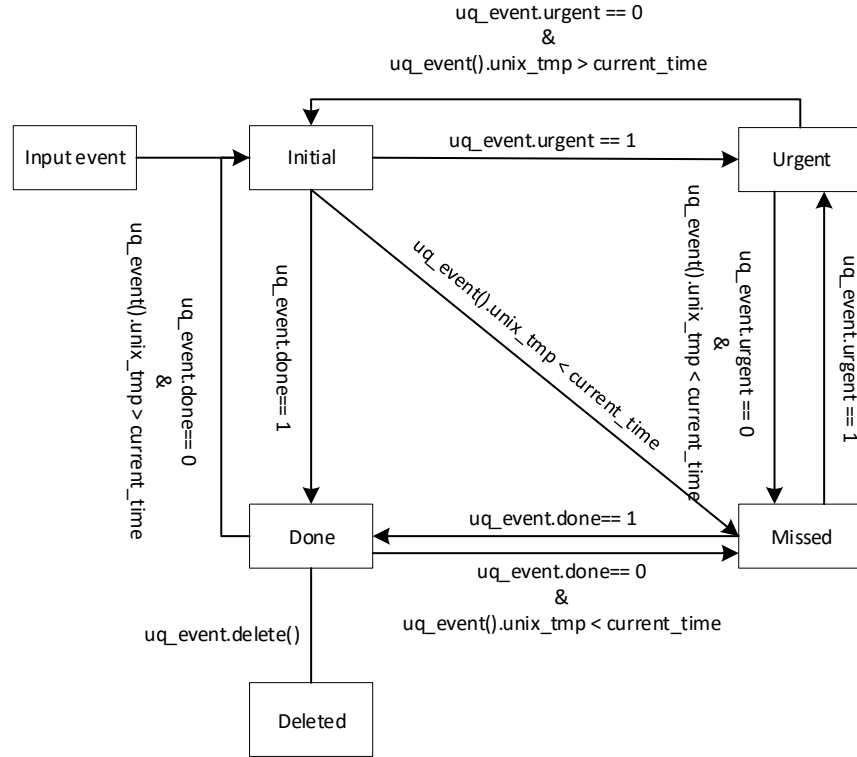 uq_event.urgent == 0
&
uq_event().unix_tmp > current_time
Input event
Initial
uq_event.urgent == 1
Urgent
uq_event.done== 0
&
uq_event().unix_tmp > current_time
uq_event.done== 1
uq_event().unix_tmp < current_time
uq_event.urgent == 0
&
uq_event().unix_tmp < current_time
uq_event.urgent == 1
Done
uq_event.done== 1
Missed
uq_event.done== 0
&
uq_event().unix_tmp < current_time
uq_event.delete()
Deleted